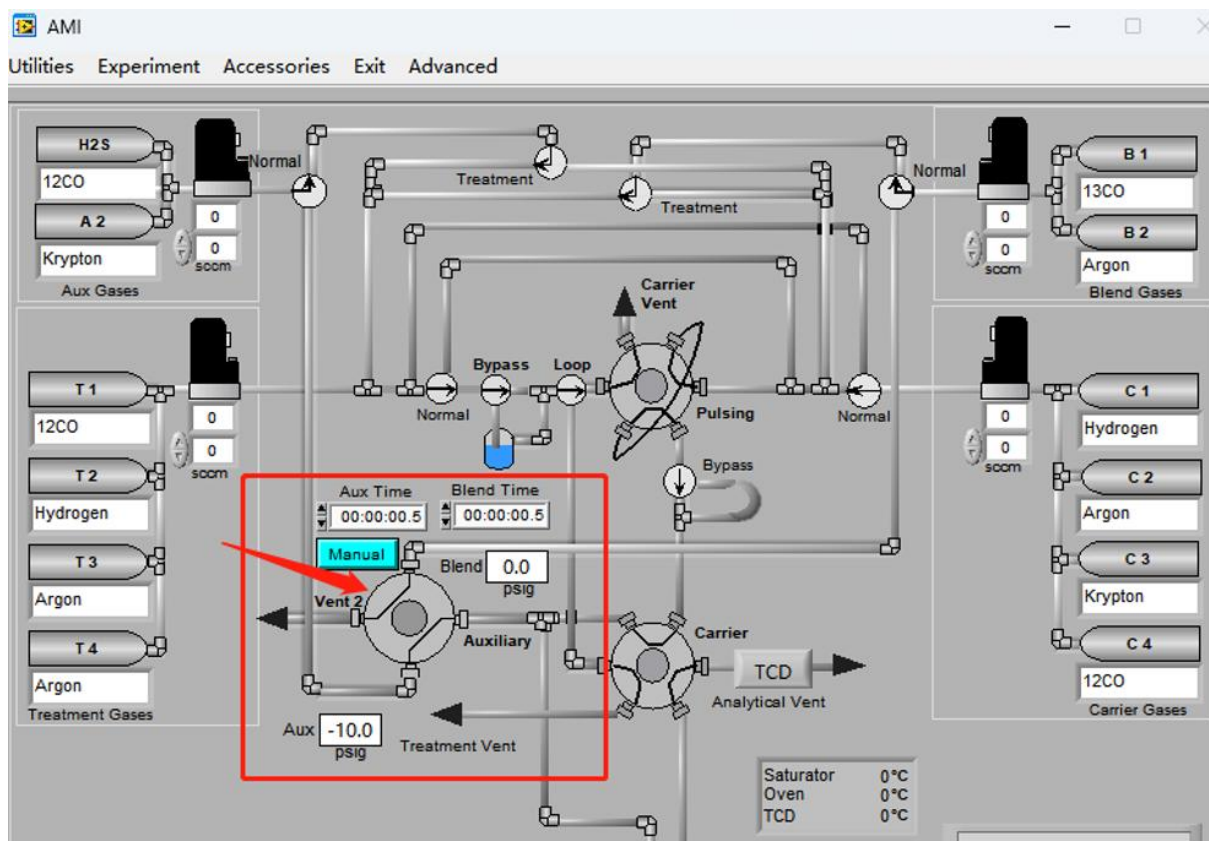 AMI
Utilities Experiment Accessories Exit Advanced
H2S
12CO
A 2
Krypton
Aux Gases
0
0
sccm
Normal
Treatment
Treatment
Normal
0
0
sccm
B 1
13CO
B 2
Argon
Blend Gases
T 1
12CO
T 2
Hydrogen
T 3
Argon
T 4
Argon
Treatment Gases
0
0
sccm
Carrier
Vent
Bypass
Loop
Normal
Pulsing
Normal
Bypass
0
0
sccm
C 1
Hydrogen
C 2
Argon
C 3
Krypton
C 4
12CO
Carrier Gases
Aux Time
00:00:00.5
Blend Time
00:00:00.5
Manual
Blend 0.0
psig
Vent 2
Auxiliary
Carrier
TCD
Analytical Vent
Aux -10.0
psig
Treatment Vent
Saturator 0°C
Oven 0°C
TCD 0°C